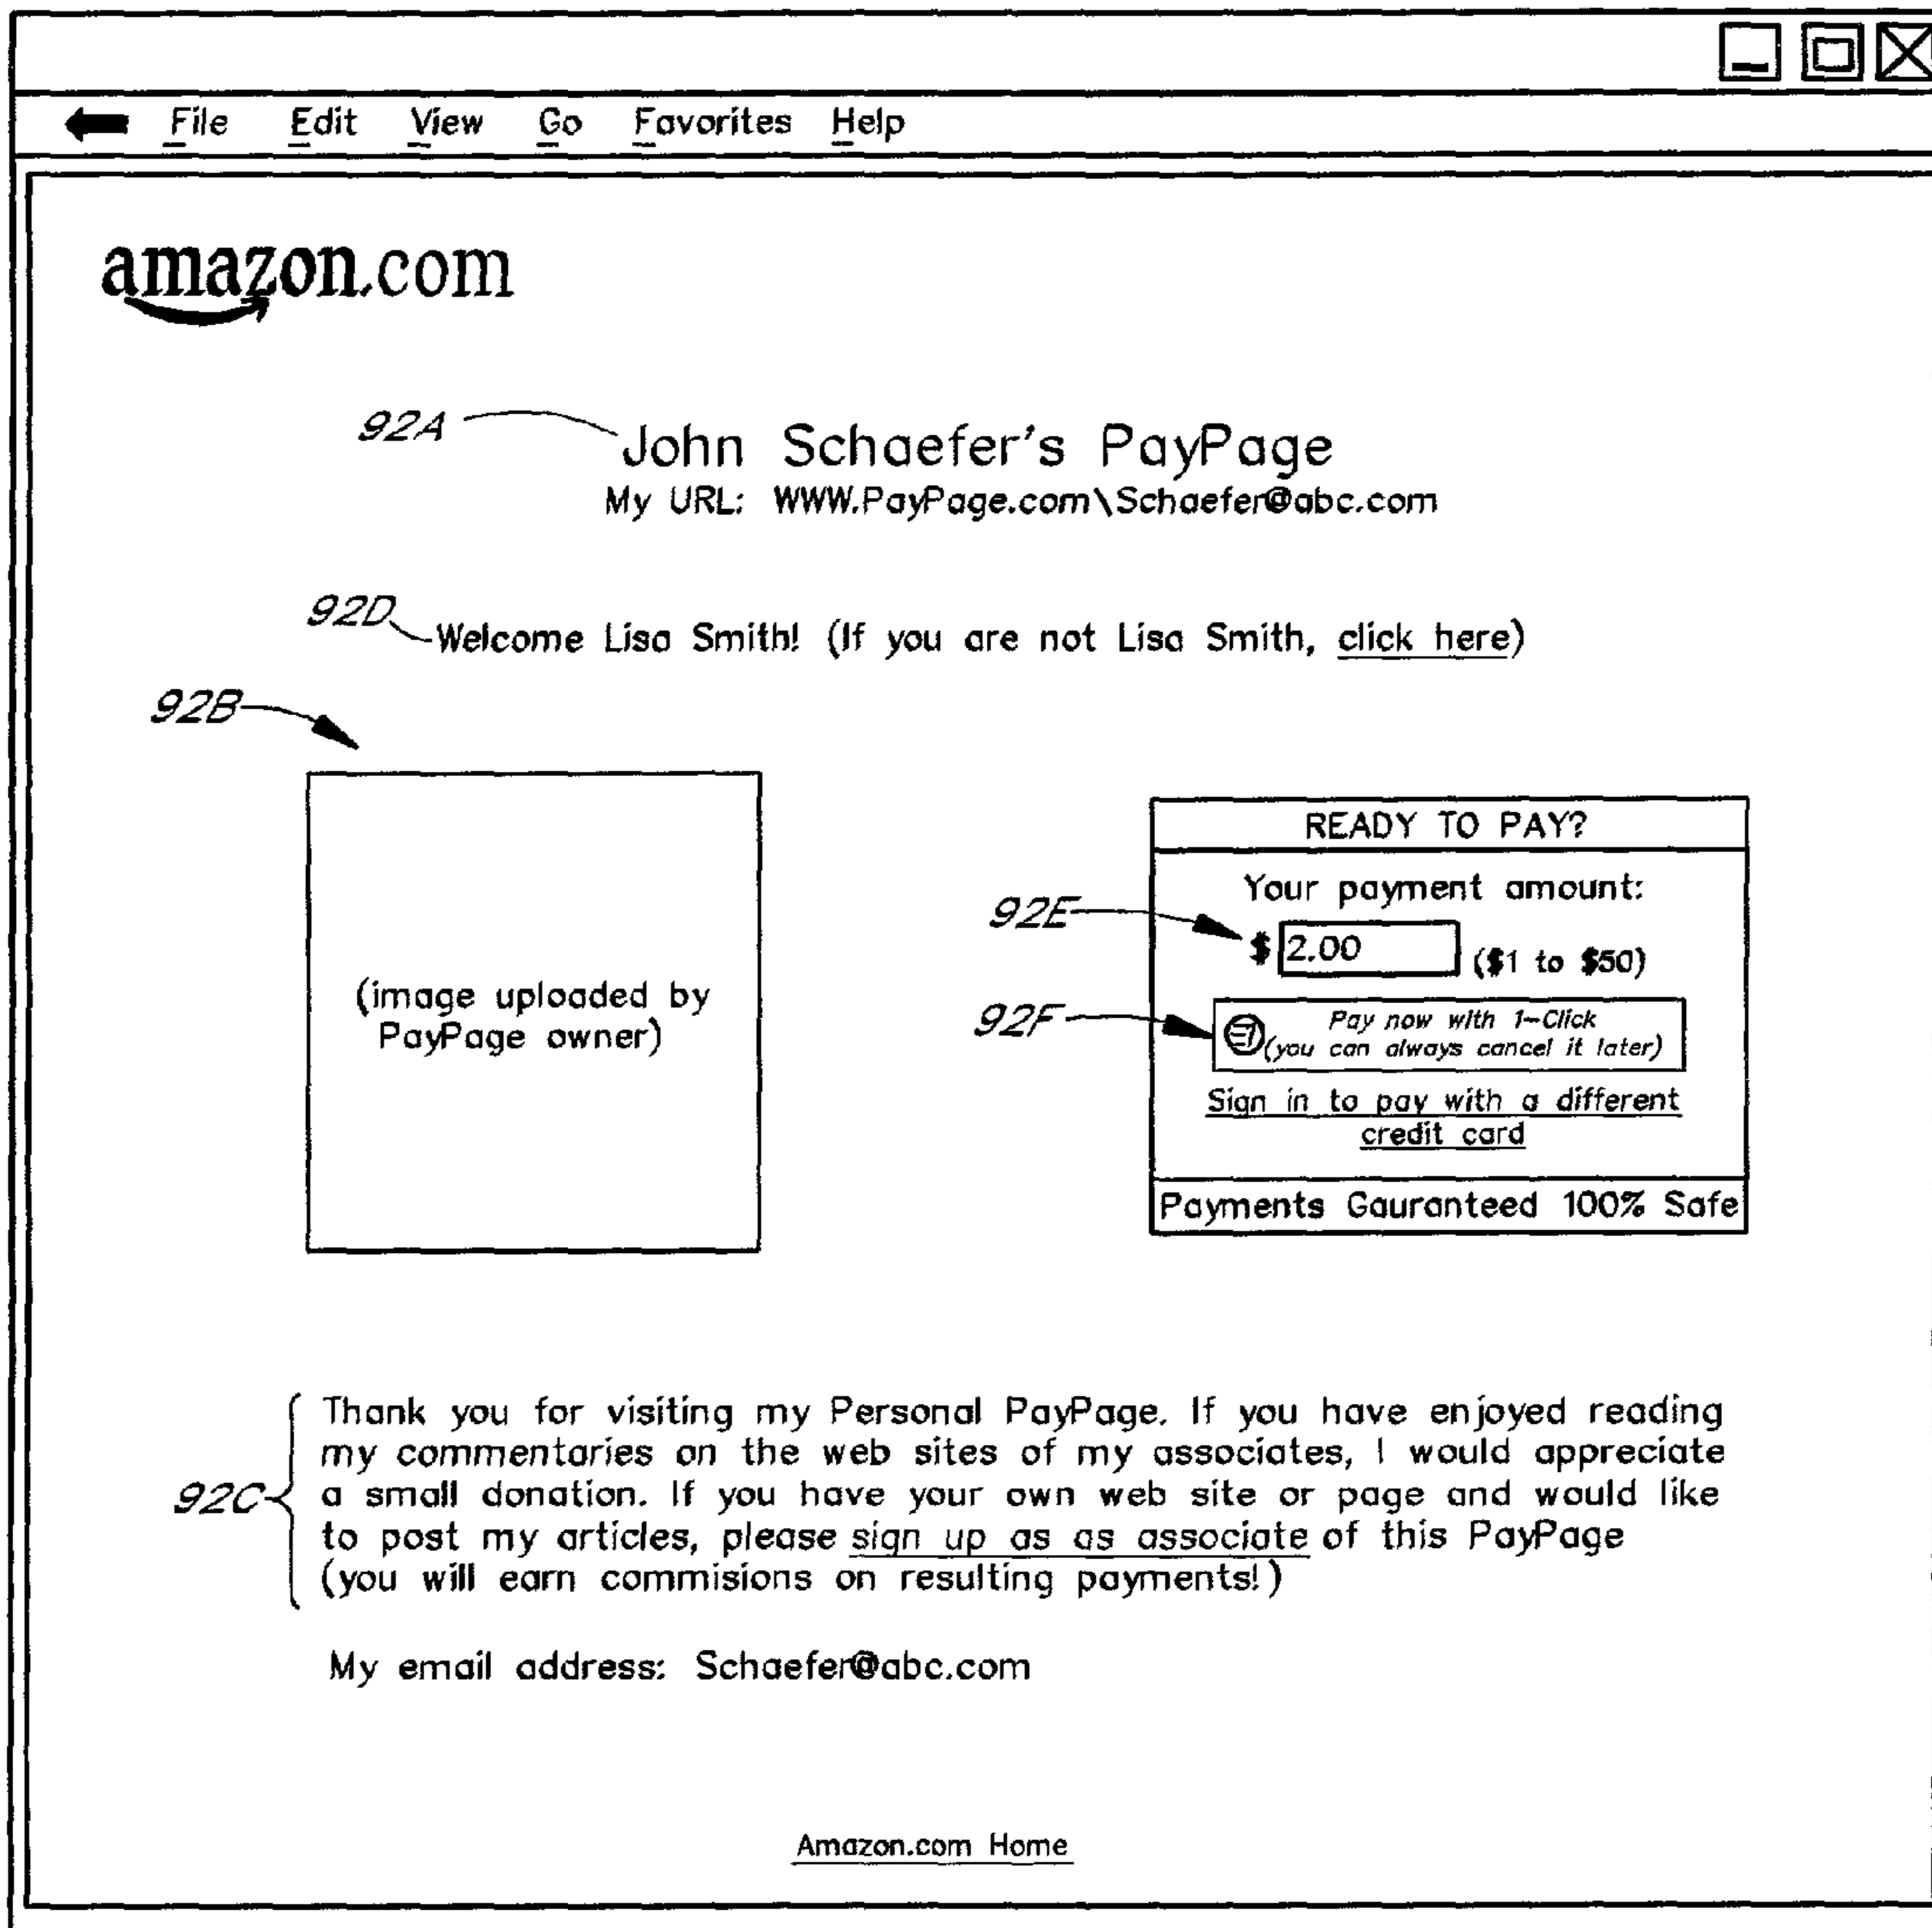 File Edit View Go Favorites Help
amazon.com
92A
John Schaefer's PayPage
My URL: WWW.PayPage.com\Schaefer@abc.com
92D
Welcome Lisa Smith! (If you are not Lisa Smith, click here)
92B
(image uploaded by
PayPage owner)
READY TO PAY?
Your payment amount:
92E
$ 2.00 ($1 to $50)
92F
Pay now with 1-Click
(you can always cancel it later)
Sign in to pay with a different
credit card
Payments Gauranteed 100% Safe
92C
Thank you for visiting my Personal PayPage. If you have enjoyed reading
my commentaries on the web sites of my associates, I would appreciate
a small donation. If you have your own web site or page and would like
to post my articles, please sign up as as associate of this PayPage
(you will earn commisions on resulting payments!)
My email address: Schaefer@abc.com
Amazon.com Home